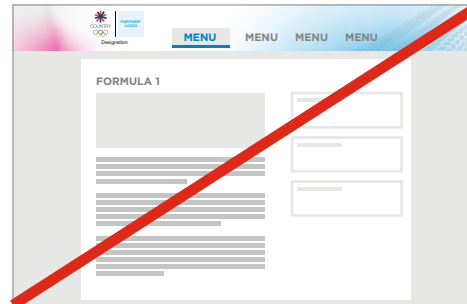 COUNTRY
PARTNER
LOGO
Designation
MENU MENU MENU MENU
FORMULA 1